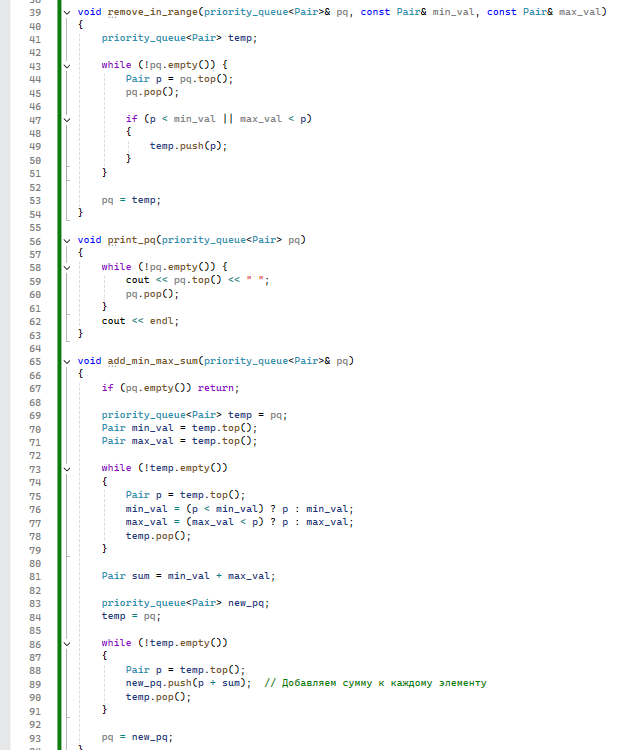 39 void remove_in_range(priority_queue<Pair>& pq, const Pair& min_val, const Pair& max_val)
40 {
41     priority_queue<Pair> temp;
42
43     while (!pq.empty()) {
44         Pair p = pq.top();
45         pq.pop();
46
47         if (p < min_val || max_val < p)
48         {
49             temp.push(p);
50         }
51     }
52
53     pq = temp;
54 }
55
56 void print_pq(priority_queue<Pair> pq)
57 {
58     while (!pq.empty()) {
59         cout << pq.top() << " ";
60         pq.pop();
61     }
62     cout << endl;
63 }
64
65 void add_min_max_sum(priority_queue<Pair>& pq)
66 {
67     if (pq.empty()) return;
68
69     priority_queue<Pair> temp = pq;
70     Pair min_val = temp.top();
71     Pair max_val = temp.top();
72
73     while (!temp.empty())
74     {
75         Pair p = temp.top();
76         min_val = (p < min_val) ? p : min_val;
77         max_val = (max_val < p) ? p : max_val;
78         temp.pop();
79     }
80
81     Pair sum = min_val + max_val;
82
83     priority_queue<Pair> new_pq;
84     temp = pq;
85
86     while (!temp.empty())
87     {
88         Pair p = temp.top();
89         new_pq.push(p + sum);  // Добавляем сумму к каждому элементу
90         temp.pop();
91     }
92
93     pq = new_pq;